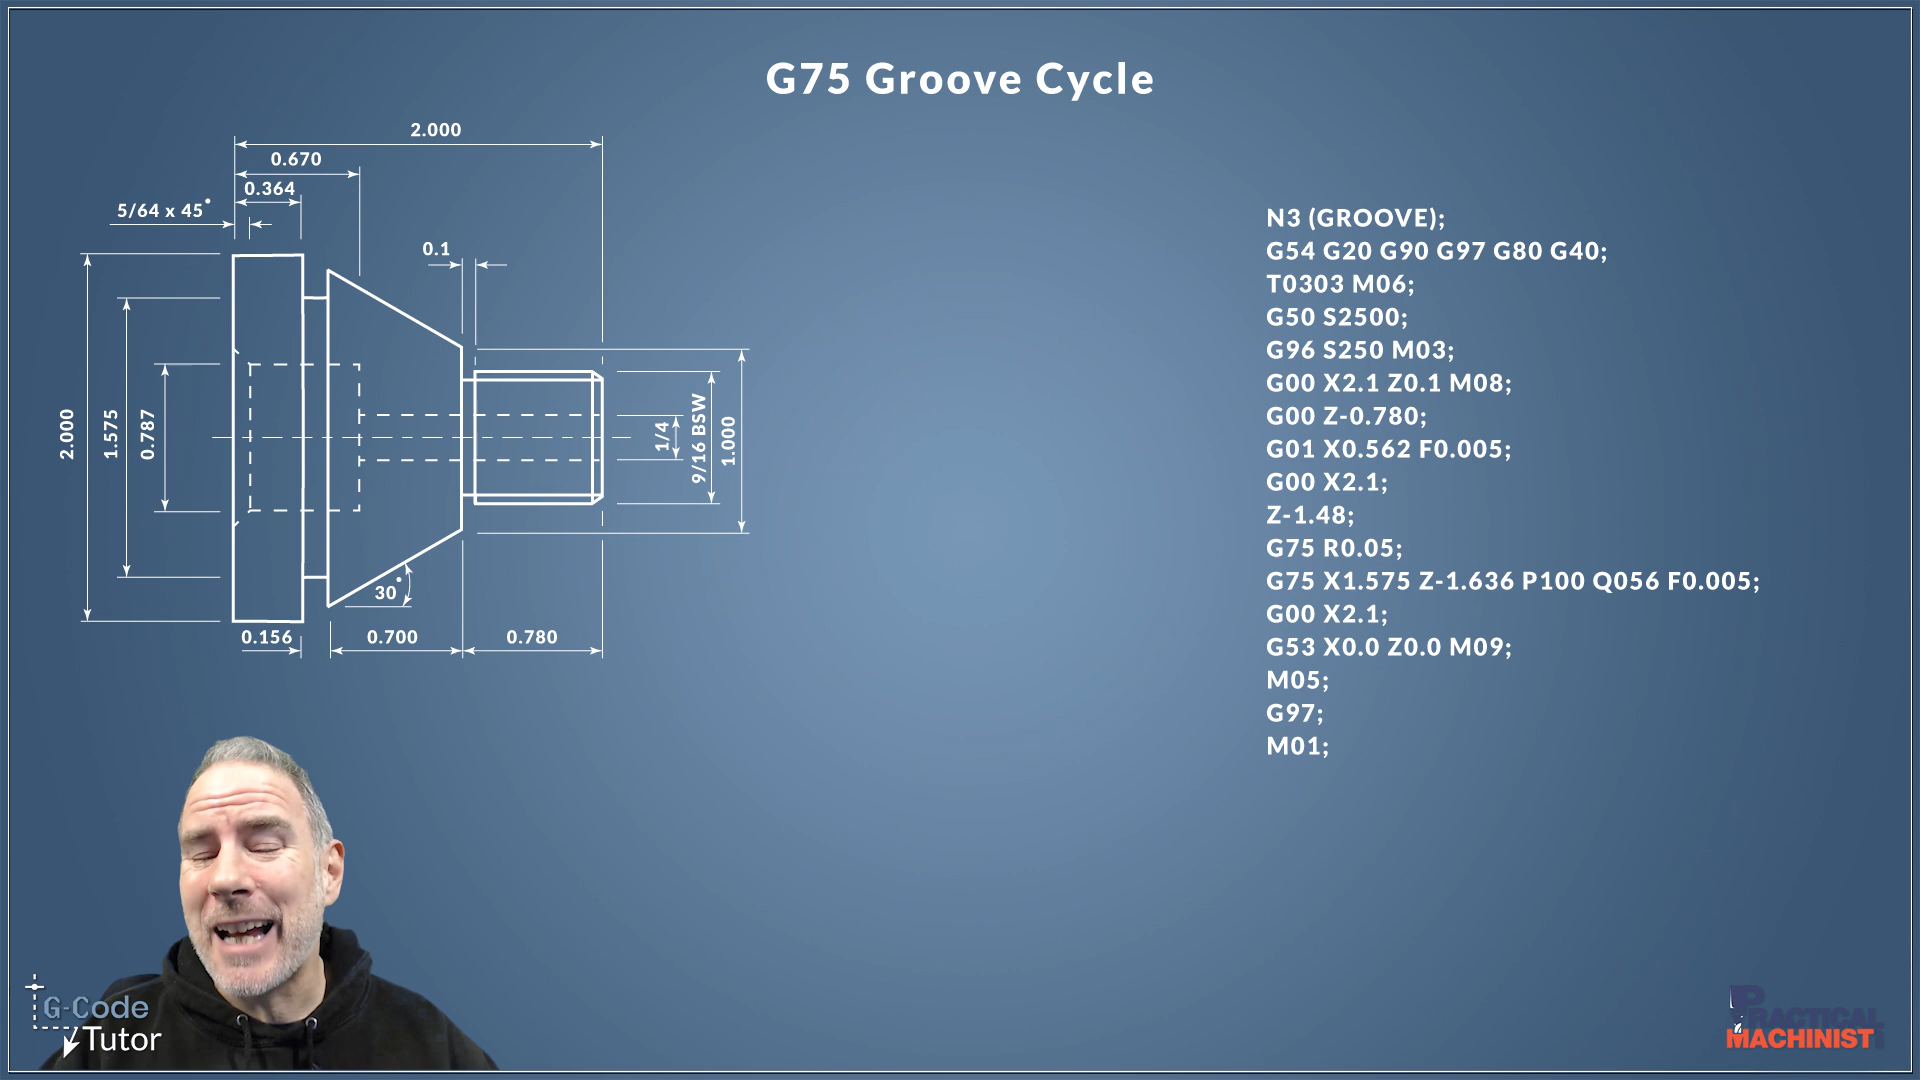 G75 Groove Cycle
2.000
0.670
0.364
5/64 x 45°
0.1
2.000
1.575
0.787
1/4
9/16 BSW
1.000
30°
0.156
0.700
0.780
N3 (GROOVE);
G54 G20 G90 G97 G80 G40;
T0303 M06;
G50 S2500;
G96 S250 M03;
G00 X2.1 Z0.1 M08;
G00 Z-0.780;
G01 X0.562 F0.005;
G00 X2.1;
Z-1.48;
G75 R0.05;
G75 X1.575 Z-1.636 P100 Q056 F0.005;
G00 X2.1;
G53 X0.0 Z0.0 M09;
M05;
G97;
M01;
G-Code
Tutor
PRACTICAL
MACHINIST